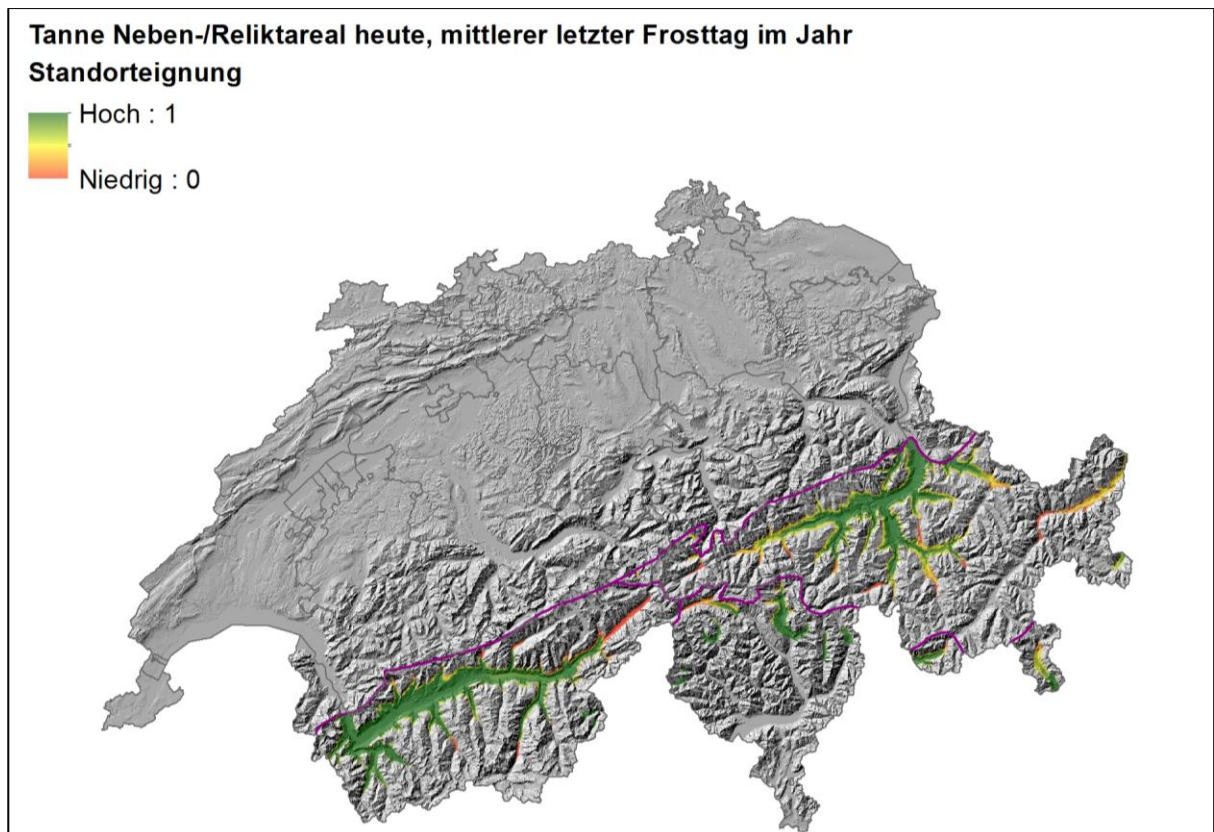 Tanne Neben-/Reliktareal heute, mittlerer letzter Frosttag im Jahr
Standorteignung
Hoch : 1
Niedrig : 0